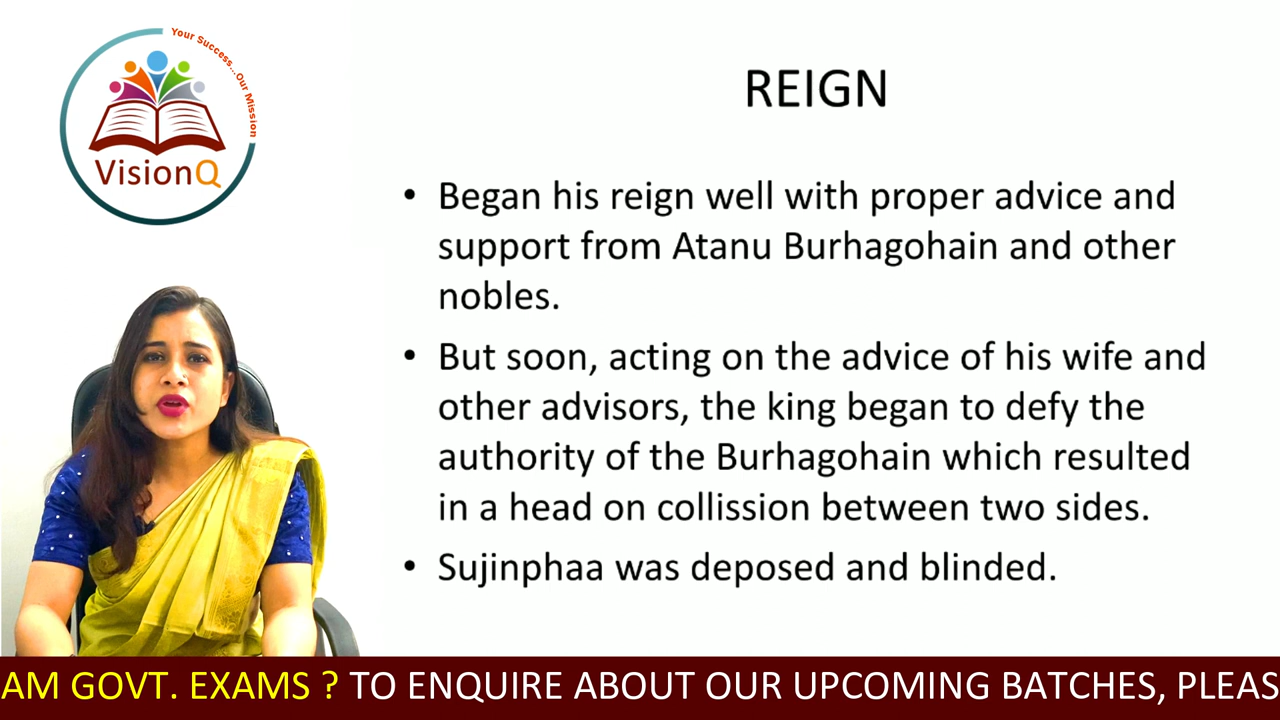 Your Success...Our Mission
VisionQ
REIGN
• Began his reign well with proper advice and
support from Atanu Burhagohain and other
nobles.
• But soon, acting on the advice of his wife and
other advisors, the king began to defy the
authority of the Burhagohain which resulted
in a head on collission between two sides.
• Sujinphaa was deposed and blinded.
AM GOVT. EXAMS ? TO ENQUIRE ABOUT OUR UPCOMING BATCHES, PLEAS